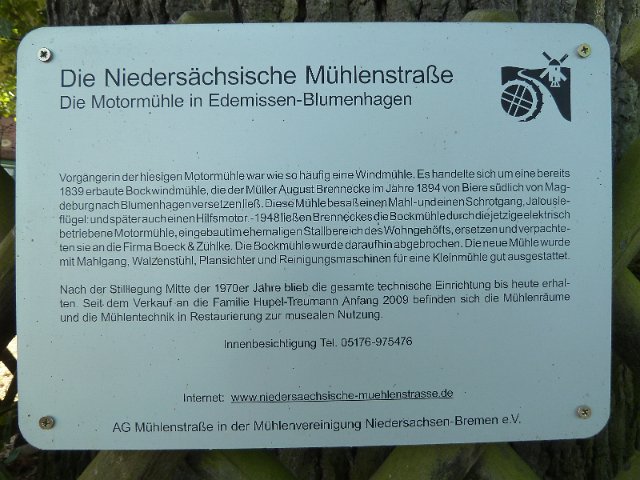 Die Niedersächsische Mühlenstraße
Die Motormühle in Edemissen-Blumenhagen
Vorgängerin der hiesigen Motormühle war wie so häufig eine Windmühle. Es handelte sich um eine bereits
1839 erbaute Bockwindmühle, die der Müller August Brennecke im Jahre 1894 von Biere südlich von Mag-
deburg nach Blumenhagen versetzen ließ. Diese Mühle besaß einen Mahl- und einen Schrotgang, Jalousie-
flügel: und später auch einen Hilfsmotor. - 1948 ließen Brenneckes die Bockmühle durch die jetzige elektrisch
betriebene Motormühle, eingebaut im ehemaligen Stallbereich des Wohngehöfts, ersetzen und verpachte-
ten sie an die Firma Boeck & Zühlke. Die Bockmühle wurde daraufhin abgebrochen. Die neue Mühle wurde
mit Mahlgang, Walzenstühl, Plansichter und Reinigungsmaschinen für eine Kleinmühle gut ausgestattet.
Nach der Stilllegung Mitte der 1970er Jahre blieb die gesamte technische Einrichtung bis heute erhal-
ten. Seit dem Verkauf an die Familie Hupel-Treumann Anfang 2009 befinden sich die Mühlenräume
und die Mühlentechnik in Restaurierung zur musealen Nutzung.
Innenbesichtigung Tel. 05176-975476
Internet: www.niedersaechsische-muehlenstrasse.de
AG Mühlenstraße in der Mühlenvereinigung Niedersachsen-Bremen e.V.